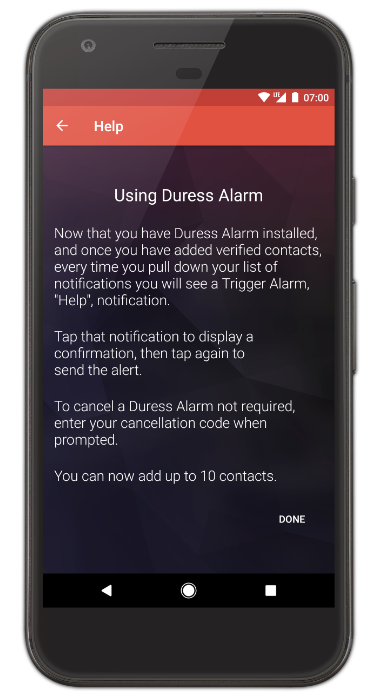 LTE 07:00
Help
Using Duress Alarm
Now that you have Duress Alarm installed,
and once you have added verified contacts,
every time you pull down your list of
notifications you will see a Trigger Alarm,
"Help", notification.
Tap that notification to display a
confirmation, then tap again to
send the alert.
To cancel a Duress Alarm not required,
enter your cancellation code when
prompted.
You can now add up to 10 contacts.
DONE